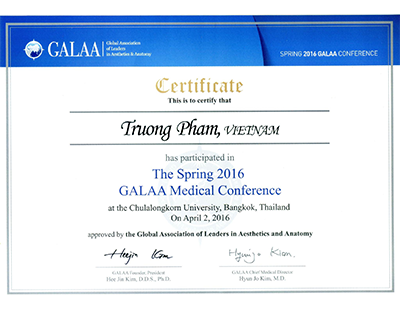 GALAA
Global Association
of Leaders
in Aesthetics & Anatomy
SPRING 2016 GALAA CONFERENCE
Certificate
This is to certify that
Truong Pham, VIETNAM
has participated in
The Spring 2016
GALAA Medical Conference
at the Chulalongkorn University, Bangkok, Thailand
On April 2, 2016
approved by the Global Association of Leaders in Aesthetics and Anatomy
Heejin Kim
Hyunjo Kim.
GALAA Founder, President
Hee Jin Kim, D.D.S., Ph.D.
GALAA Chief Medical Director
Hyun Jo Kim, M.D.